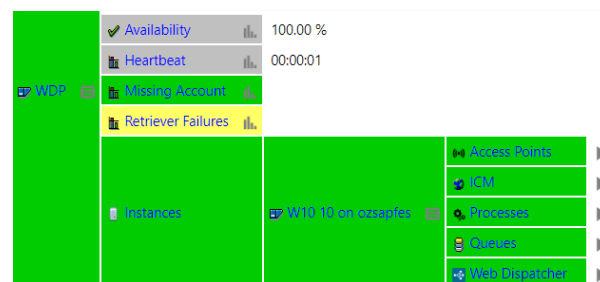 Availability 100.00 %
Heartbeat 00:00:01
WDP Missing Account
Retriever Failures
Access Points
ICM
Instances W10 10 on ozsapfes Processes
Queues
Web Dispatcher